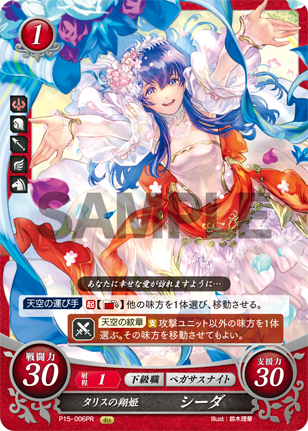 1
SAMPLE
あなたに幸せな愛が訪れますように…
天空の運び手 起【 】他の味方を1体選び、移動させる。
天空の紋章 攻撃ユニット以外の味方を1体
選ぶ。その味方を移動させてもよい。
戦闘力
30
射程 1 下級職 ペガサスナイト
支援力
30
タリスの翔姫 シーダ
P15-006PR Illust:鈴木理華